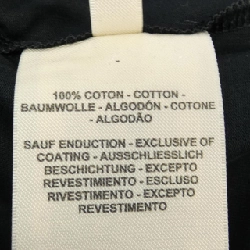 -
100% COTON - COTTON -
BAUMWOLLE - ALGODÓN - COTONE
- ALGODÃO
SAUF ENDUCTION - EXCLUSIVE OF
COATING - AUSSCHLIESSLICH
BESCHICHTUNG - EXCEPTO
REVESTIMIENTO - ESCLUSO
RIVESTIMENTO - EXCEPTO
REVESTIMENTO